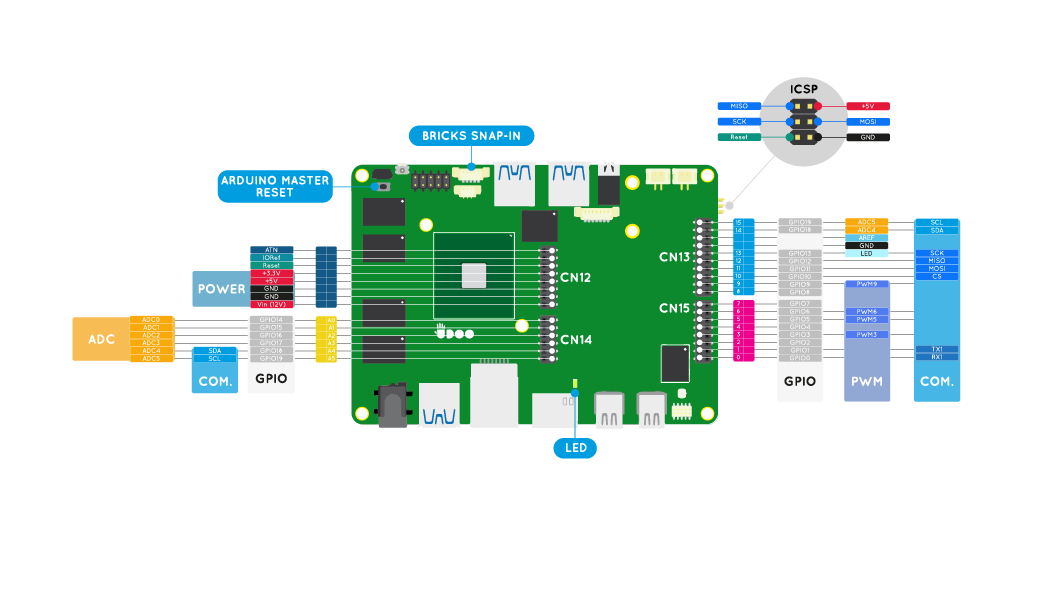 ICSP
MISO
+5V
SCK
MOSI
Reset
GND
BRICKS SNAP-IN
ARDUINO MASTER
RESET
ATN
IORef
Reset
+3.3V
+5V
GND
GND
Vin (12V)
POWER
ADC
ADC0
ADC1
ADC2
ADC3
ADC4
ADC5
SDA
SCL
COM.
GPIO14
GPIO15
GPIO16
GPIO17
GPIO18
GPIO19
GPIO
A0
A1
A2
A3
A4
A5
CN12
CN14
CN13
CN15
UDOO
LED
15
14
13
12
11
10
9
8
7
6
5
4
3
2
1
0
GPIO19
GPIO18
GPIO13
GPIO12
GPIO11
GPIO10
GPIO9
GPIO8
GPIO7
GPIO6
GPIO5
GPIO4
GPIO3
GPIO2
GPIO1
GPIO0
GPIO
ADC5
ADC4
AREF
GND
LED
PWM9
PWM6
PWM5
PWM3
PWM
SCL
SDA
SCK
MISO
MOSI
CS
TX1
RX1
COM.